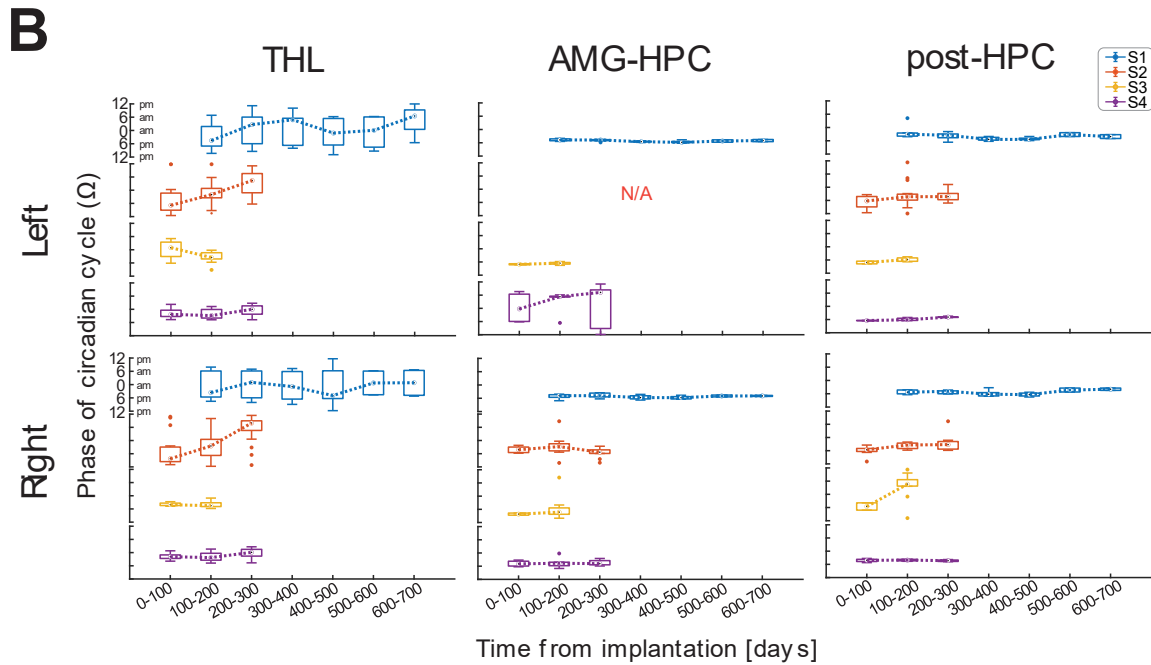 B
THL
AMG-HPC
post-HPC
S1
S2
S3
S4
Left
Right
Phase of circadian cycle (Ω)
12 pm
6 am
0 am
6 pm
12 pm
N/A
12 pm
6 am
0 am
6 pm
12 pm
0-100
100-200
200-300
300-400
400-500
500-600
600-700
0-100
100-200
200-300
300-400
400-500
500-600
600-700
0-100
100-200
200-300
300-400
400-500
500-600
600-700
Time from implantation [days]